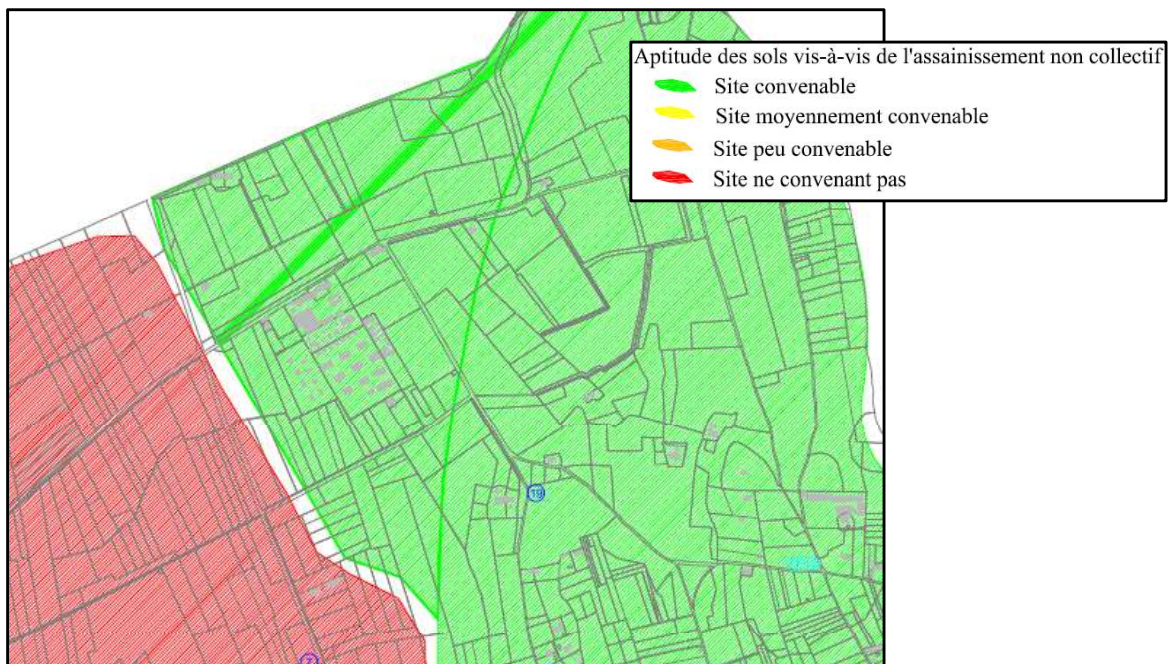 Aptitude des sols vis-à-vis de l'assainissement non collectif
Site convenable
Site moyennement convenable
Site peu convenable
Site ne convenant pas
19